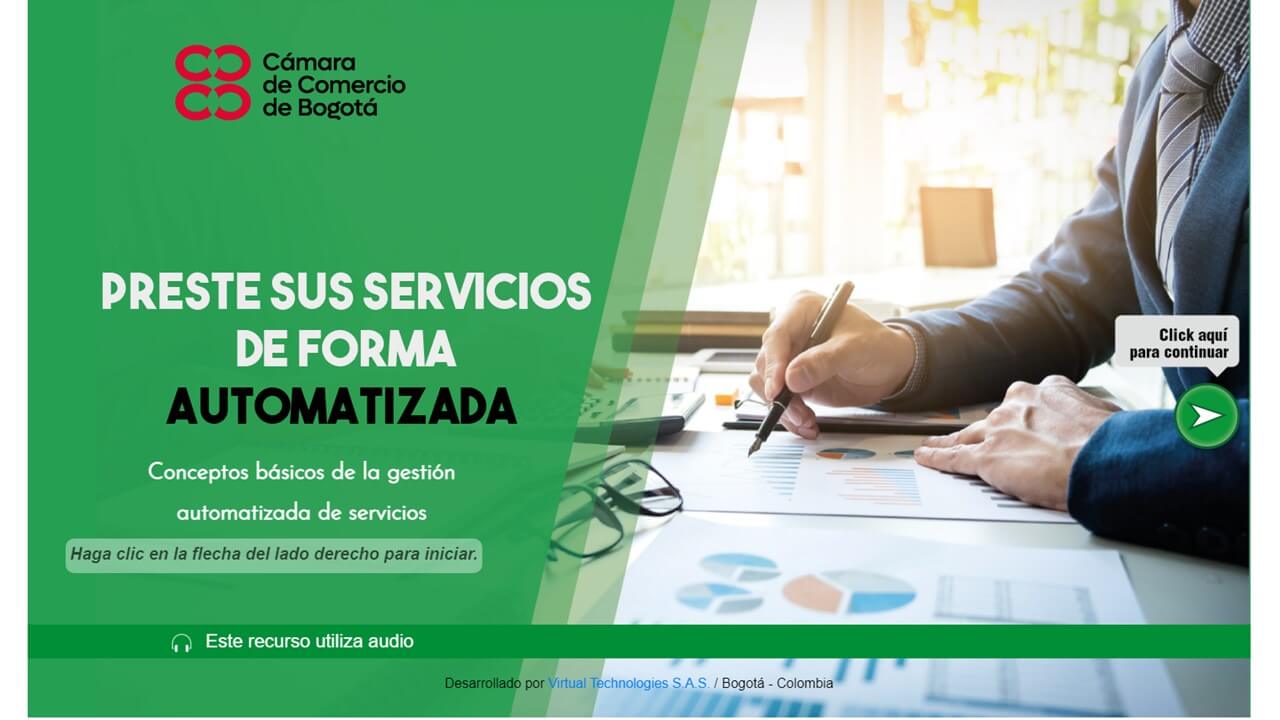 Cámara
de Comercio
de Bogotá
PRESTE SUS SERVICIOS
DE FORMA
AUTOMATIZADA
Conceptos básicos de la gestión
automatizada de servicios
Haga clic en la flecha del lado derecho para iniciar.
Click aquí
para continuar
Este recurso utiliza audio
Desarrollado por Virtual Technologies S.A.S. / Bogotá - Colombia